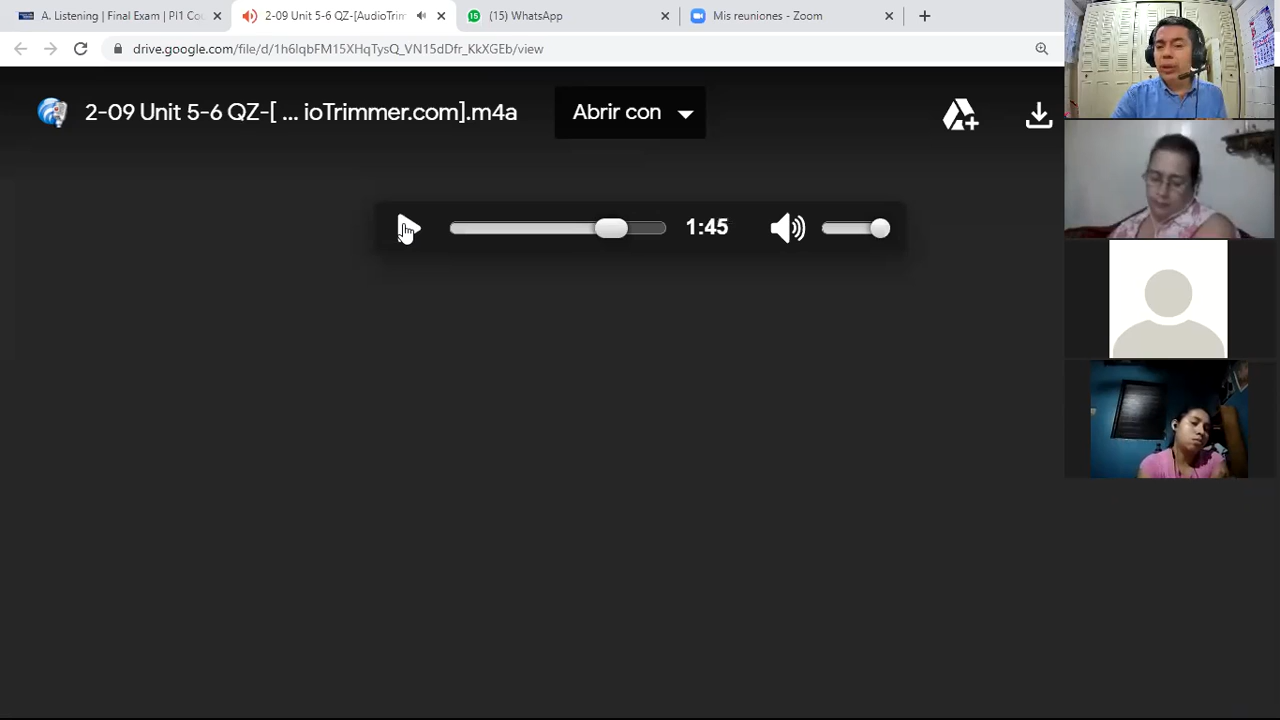 A. Listening | Final Exam | PI1 Cou
2-09 Unit 5-6 QZ-[AudioTrim
(15) WhatsApp
Mis reuniones - Zoom
drive.google.com/file/d/1h6lqbFM15XHqTysQ_VN15dDfr_KkXGEb/view
2-09 Unit 5-6 QZ-[ ... ioTrimmer.com].m4a
Abrir con
1:45